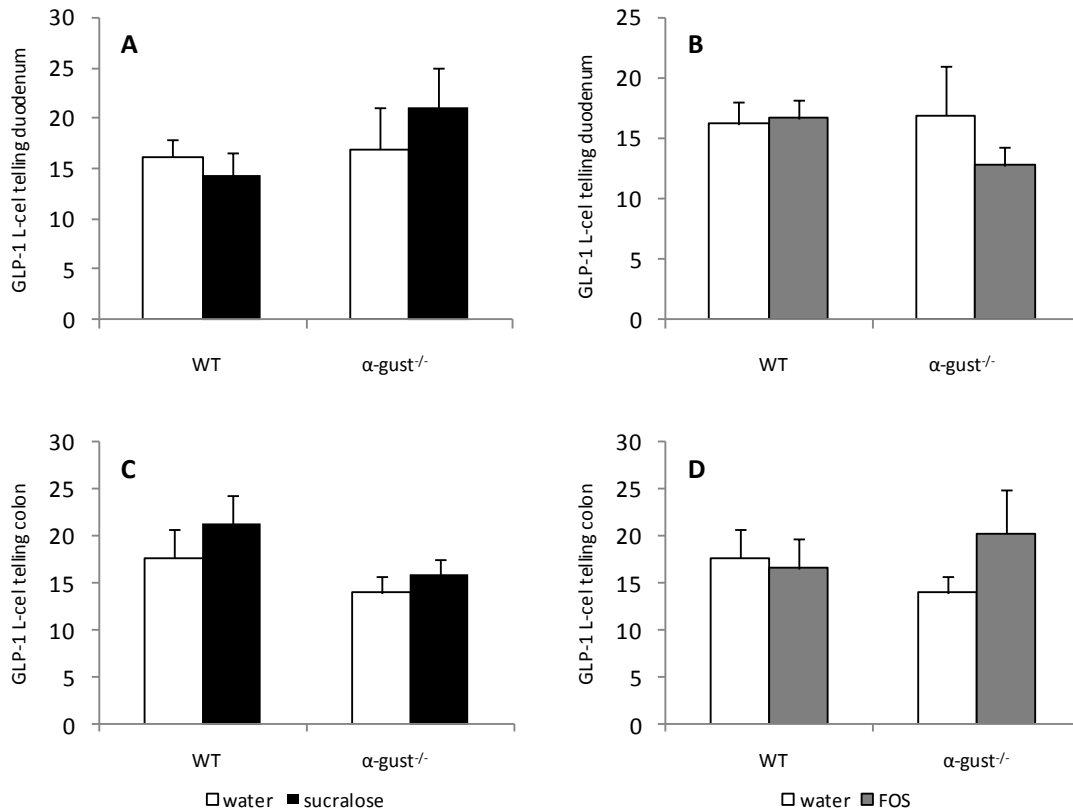 A
GLP-1 L-cel telling duodenum
30
25
20
15
10
5
0
WT
α-gust-/-
B
GLP-1 L-cel telling duodenum
25
20
15
10
5
0
WT
α-gust-/-
C
GLP-1 L-cel telling colon
30
25
20
15
10
5
0
WT
α-gust-/-
water sucralose
D
GLP-1 L-cel telling colon
30
25
20
15
10
5
0
WT
α-gust-/-
water FOS